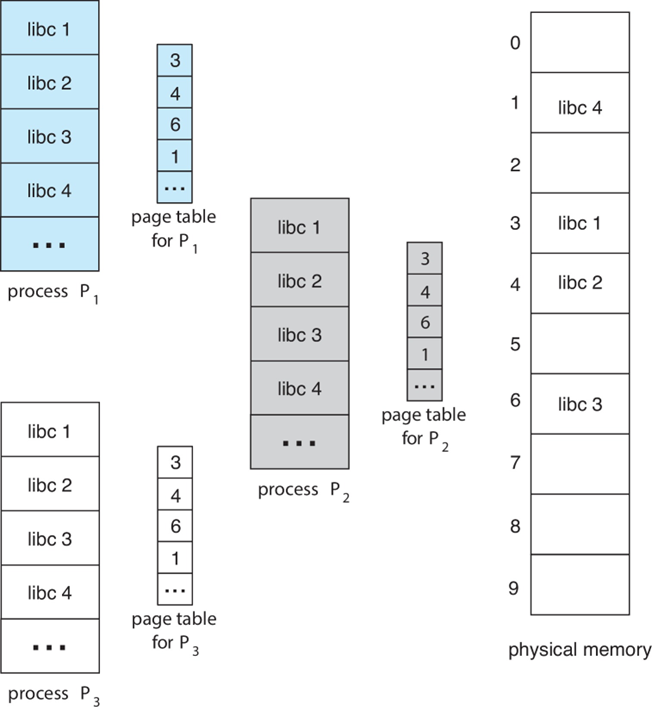 libc 1
libc 2
libc 3
libc 4
...
process P1
3
4
6
1
...
page table
for P1
libc 1
libc 2
libc 3
libc 4
...
process P2
3
4
6
1
...
page table
for P2
libc 1
libc 2
libc 3
libc 4
...
process P3
3
4
6
1
...
page table
for P3
0
1 libc 4
2
3 libc 1
4 libc 2
5
6 libc 3
7
8
9
physical memory